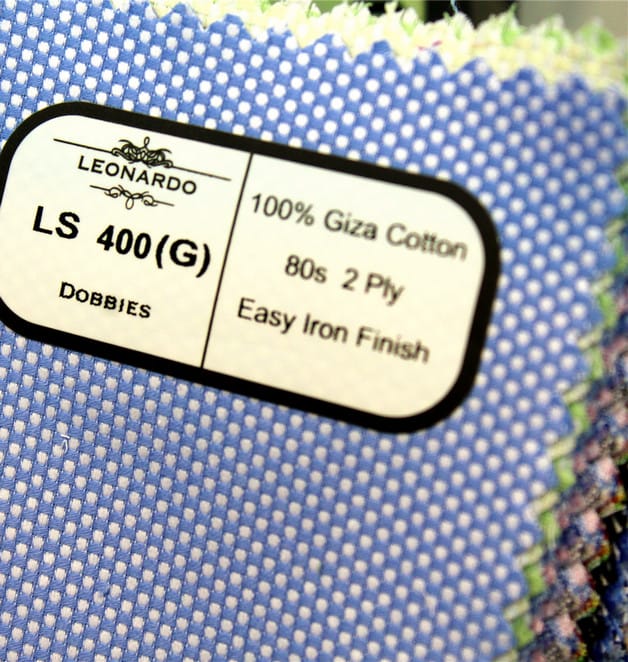 LEONARDO
LS 400(G)
DOBBIES
100% Giza Cotton
80s 2 Ply
Easy Iron Finish